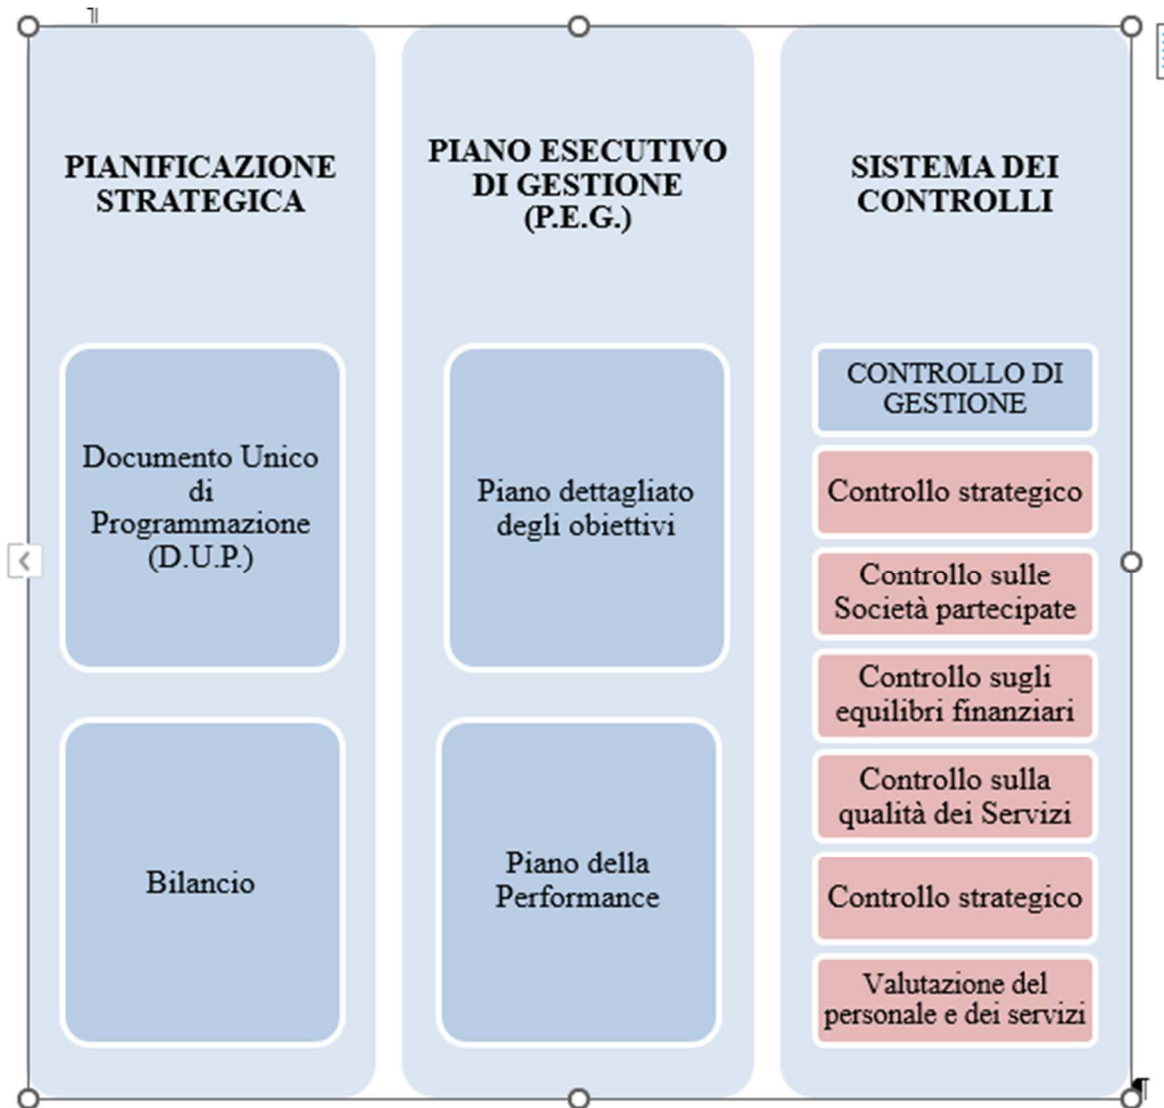 PIANIFICAZIONE
STRATEGICA
Documento Unico
di
Programmazione
(D.U.P.)
Bilancio
PIANO ESECUTIVO
DI GESTIONE
(P.E.G.)
Piano dettagliato
degli obiettivi
Piano della
Performance
SISTEMA DEI
CONTROLLI
CONTROLLO DI
GESTIONE
Controllo strategico
Controllo sulle
Società partecipate
Controllo sugli
equilibri finanziari
Controllo sulla
qualità dei Servizi
Controllo strategico
Valutazione del
personale e dei servizi